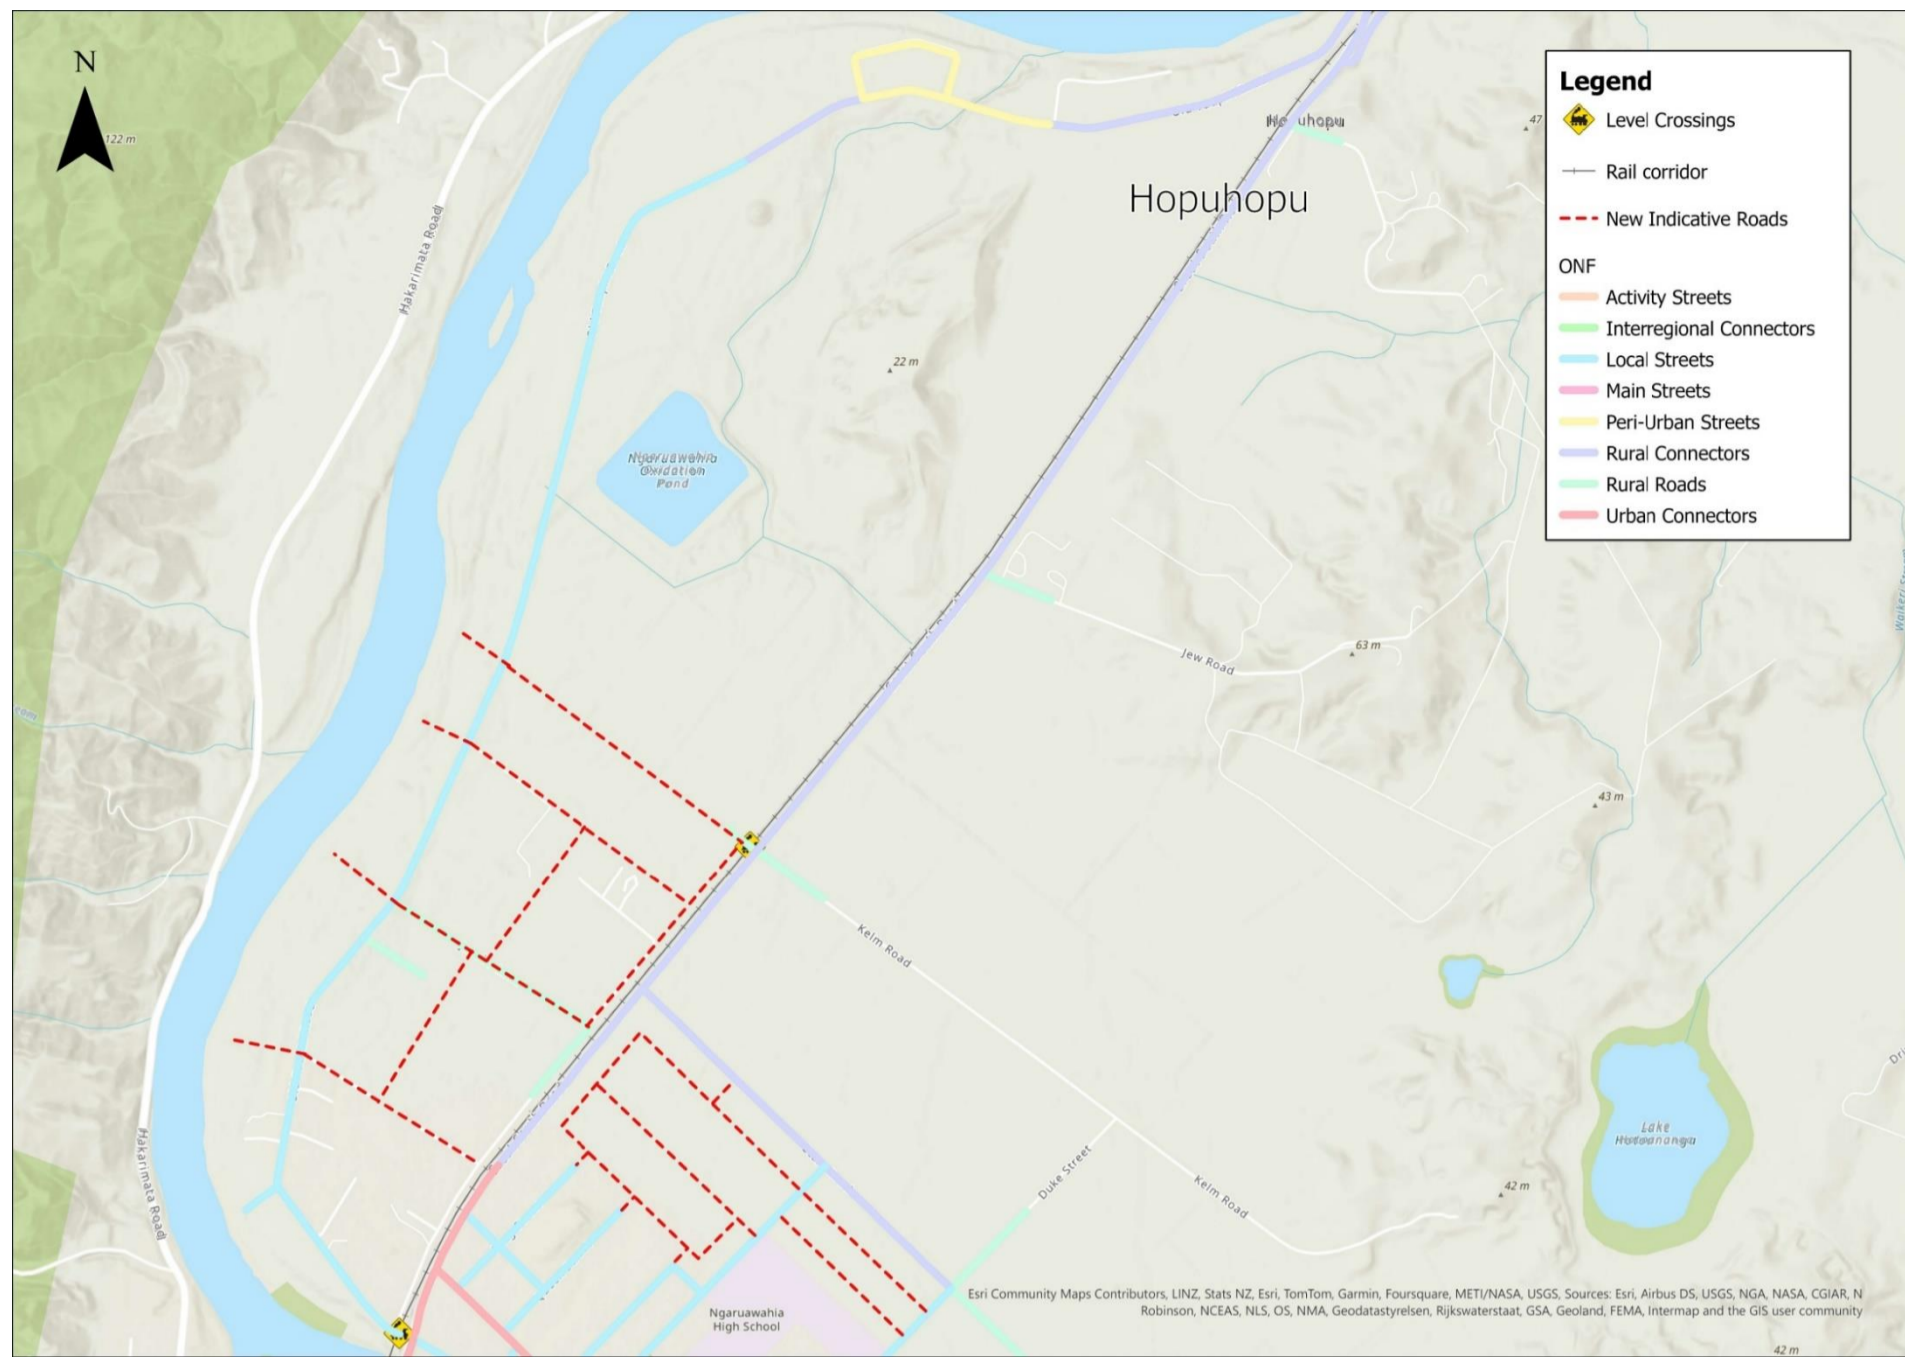 N
122 m
Hakarimata Road
Hopuhopu
Hopuhopu
47
Legend
Level Crossings
Rail corridor
New Indicative Roads
ONF
Activity Streets
Interregional Connectors
Local Streets
Main Streets
Peri-Urban Streets
Rural Connectors
Rural Roads
Urban Connectors
22 m
Ngaruawahia
Oxidation
Pond
Jew Road
63 m
43 m
Kelm Road
Lake
Duke Street
Kelm Road
42 m
Hakarimata Road
Ngaruawahia
High School
Esri Community Maps Contributors, LINZ, Stats NZ, Esri, TomTom, Garmin, Foursquare, METI/NASA, USGS, Sources: Esri, Airbus DS, USGS, NGA, NASA, CGIAR, N
Robinson, NCEAS, NLS, OS, NMA, Geodatastyrelsen, Rijkswaterstaat, GSA, Geoland, FEMA, Intermap and the GIS user community
42 m